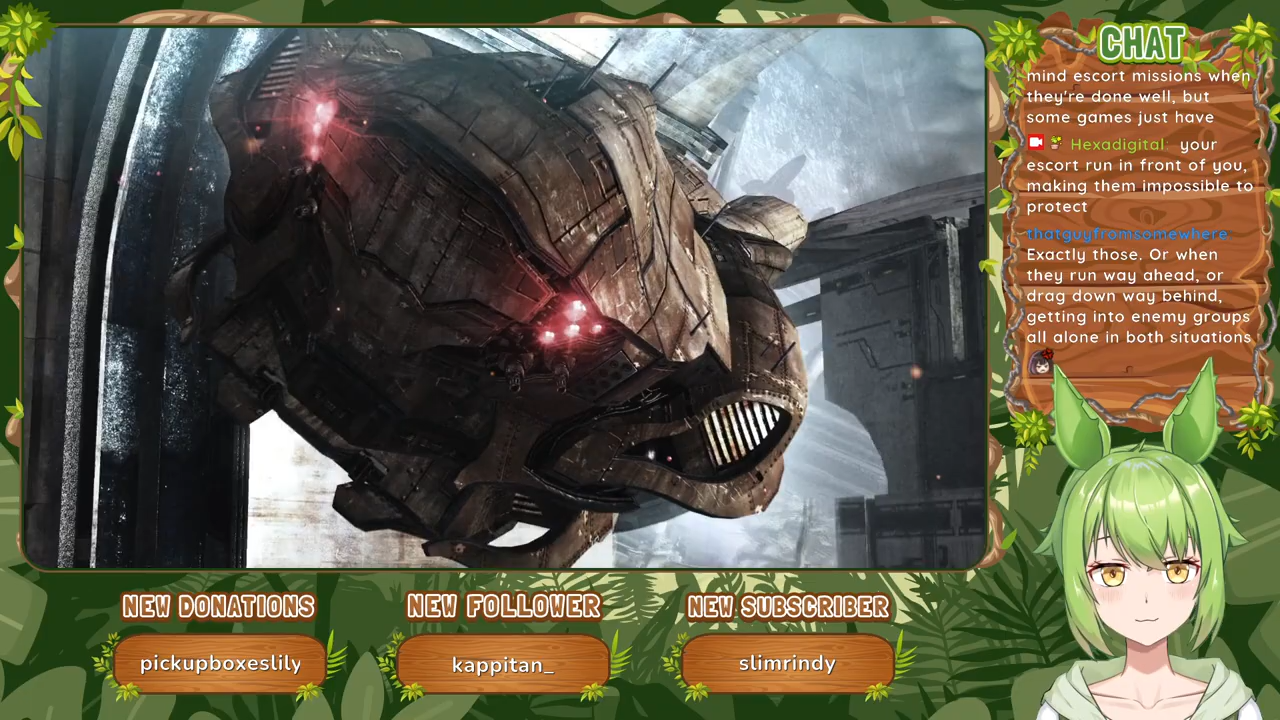 CHAT
mind escort missions when
they're done well, but
some games just have
Hexadigital: your
escort run in front of you,
making them impossible to
protect
thatguyfromsomewhere:
Exactly those. Or when
they run way ahead, or
drag down way behind,
getting into enemy groups
all alone in both situations
NEW DONATIONS
NEW FOLLOWER
NEW SUBSCRIBER
pickupboxeslily
kappitan_
slimrindy